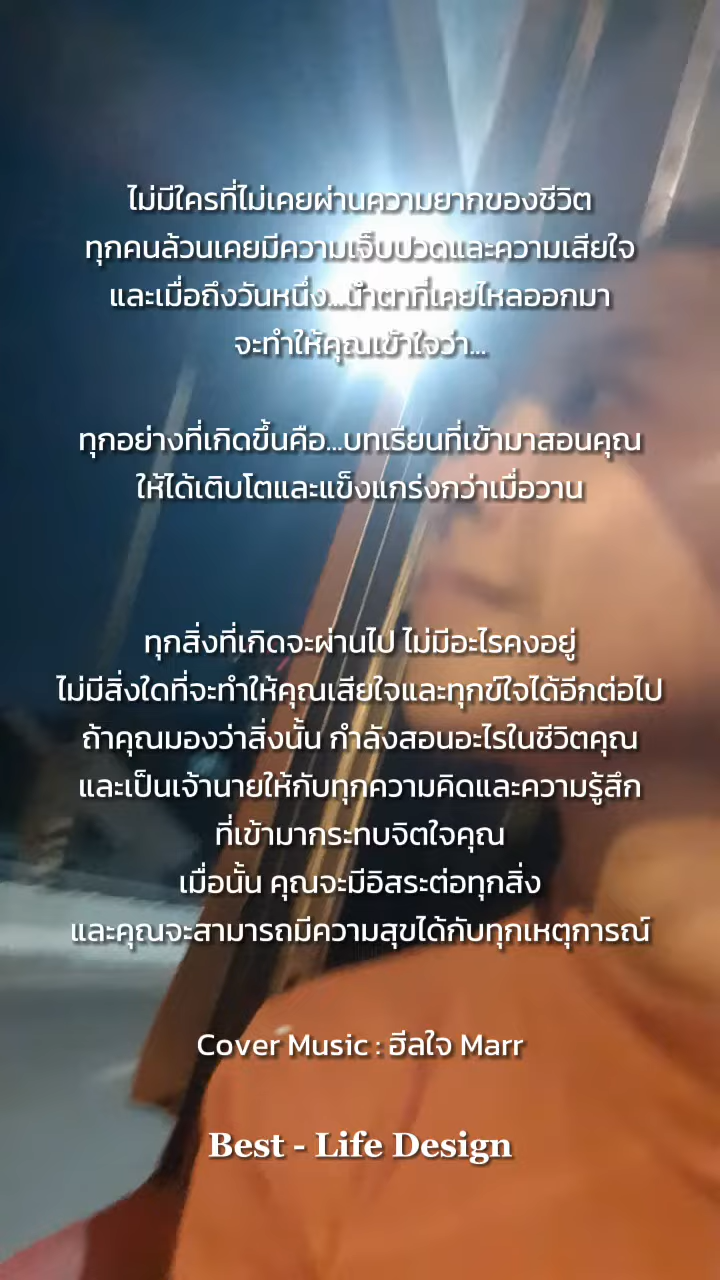 ไม่มีใครที่ไม่เคยผ่านความยากของชีวิต
ทุกคนล้วนเคยมีความเจ็บปวดและความเสียใจ
และเมื่อถึงวันหนึ่ง...น้ำตาที่เคยไหลออกมา
จะทำให้คุณเข้าใจว่า...
ทุกอย่างที่เกิดขึ้นคือ...บทเรียนที่เข้ามาสอนคุณ
ให้ได้เติบโตและแข็งแกร่งกว่าเมื่อวาน
ทุกสิ่งที่เกิดจะผ่านไป ไม่มีอะไรคงอยู่
ไม่มีสิ่งใดที่จะทำให้คุณเสียใจและทุกข์ใจได้อีกต่อไป
ถ้าคุณมองว่าสิ่งนั้น กำลังสอนอะไรในชีวิตคุณ
และเป็นเจ้านายให้กับทุกความคิดและความรู้สึก
ที่เข้ามากระทบจิตใจคุณ
เมื่อนั้น คุณจะมีอิสระต่อทุกสิ่ง
และคุณจะสามารถมีความสุขได้กับทุกเหตุการณ์
Cover Music : ฮีลใจ Marr
Best - Life Design